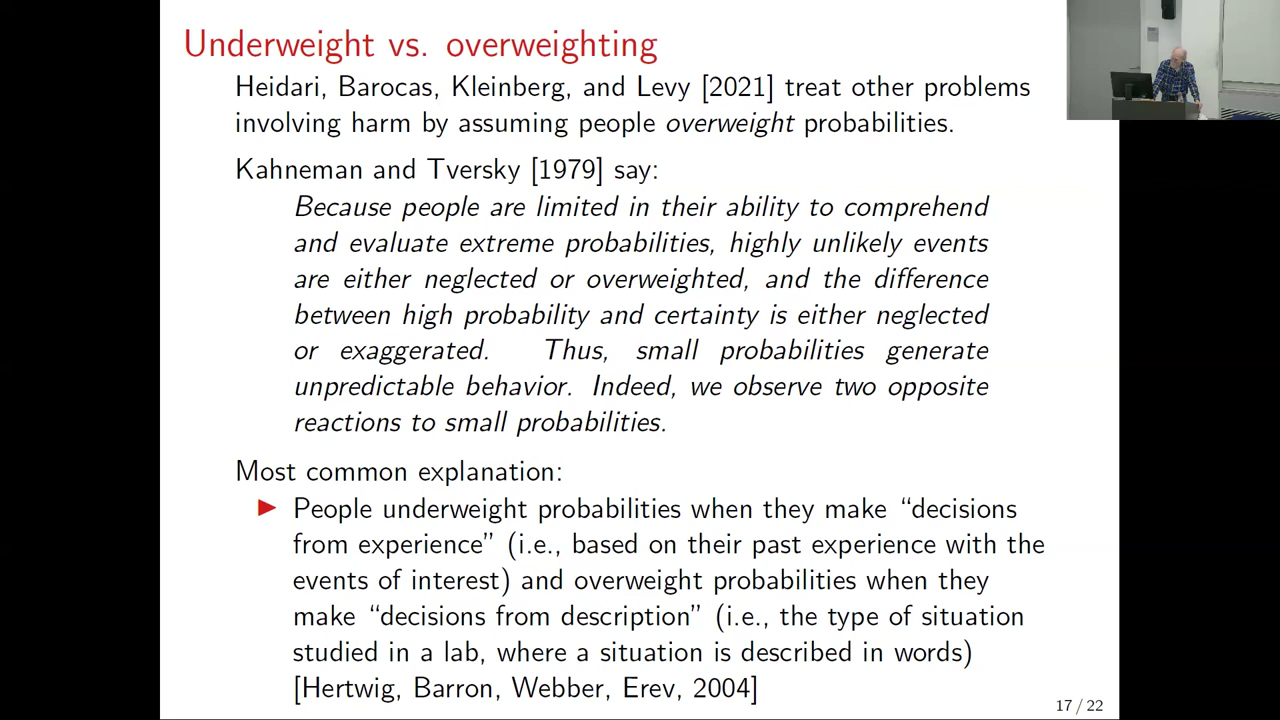 Underweight vs. overweighting
Heidari, Barocas, Kleinberg, and Levy [2021] treat other problems
involving harm by assuming people overweight probabilities.
Kahneman and Tversky [1979] say:
Because people are limited in their ability to comprehend
and evaluate extreme probabilities, highly unlikely events
are either neglected or overweighted, and the difference
between high probability and certainty is either neglected
or exaggerated. Thus, small probabilities generate
unpredictable behavior. Indeed, we observe two opposite
reactions to small probabilities.
Most common explanation:
▶ People underweight probabilities when they make “decisions
from experience” (i.e., based on their past experience with the
events of interest) and overweight probabilities when they
make “decisions from description” (i.e., the type of situation
studied in a lab, where a situation is described in words)
[Hertwig, Barron, Webber, Erev, 2004]
17 / 22